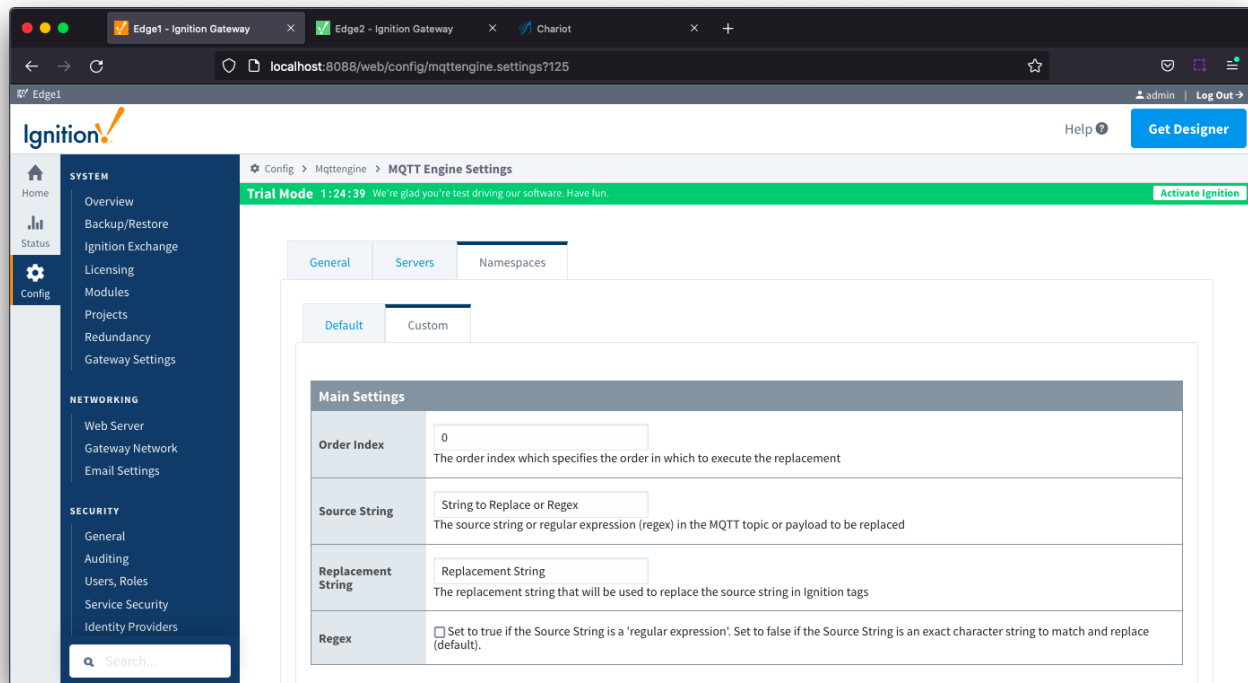 Edge1 - Ignition Gateway
Edge2 - Ignition Gateway
Chariot
localhost:8088/web/config/mqttengine.settings?125
Edge1
admin | Log Out
Ignition!
Help
Get Designer
Home
Status
Config
SYSTEM
Overview
Backup/Restore
Ignition Exchange
Licensing
Modules
Projects
Redundancy
Gateway Settings
NETWORKING
Web Server
Gateway Network
Email Settings
SECURITY
General
Auditing
Users, Roles
Service Security
Identity Providers
Search...
Config > Mqttengine > MQTT Engine Settings
Trial Mode 1:24:39 We're glad you're test driving our software. Have fun.
Activate Ignition
General
Servers
Namespaces
Default
Custom
Main Settings
Order Index
0
The order index which specifies the order in which to execute the replacement
Source String
String to Replace or Regex
The source string or regular expression (regex) in the MQTT topic or payload to be replaced
Replacement
String
Replacement String
The replacement string that will be used to replace the source string in Ignition tags
Regex
Set to true if the Source String is a 'regular expression'. Set to false if the Source String is an exact character string to match and replace
(default).